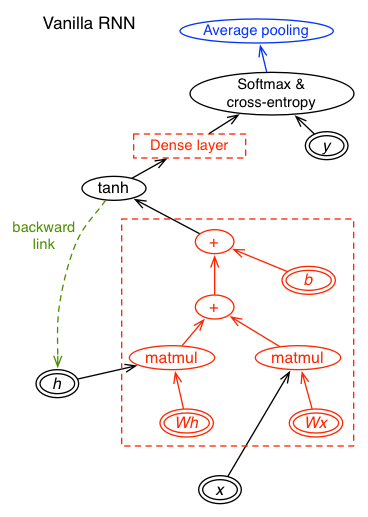 Vanilla RNN
Average pooling
Softmax &
cross-entropy
y
Dense layer
tanh
backward
link
+
b
+
matmul
matmul
h
Wh
Wx
x